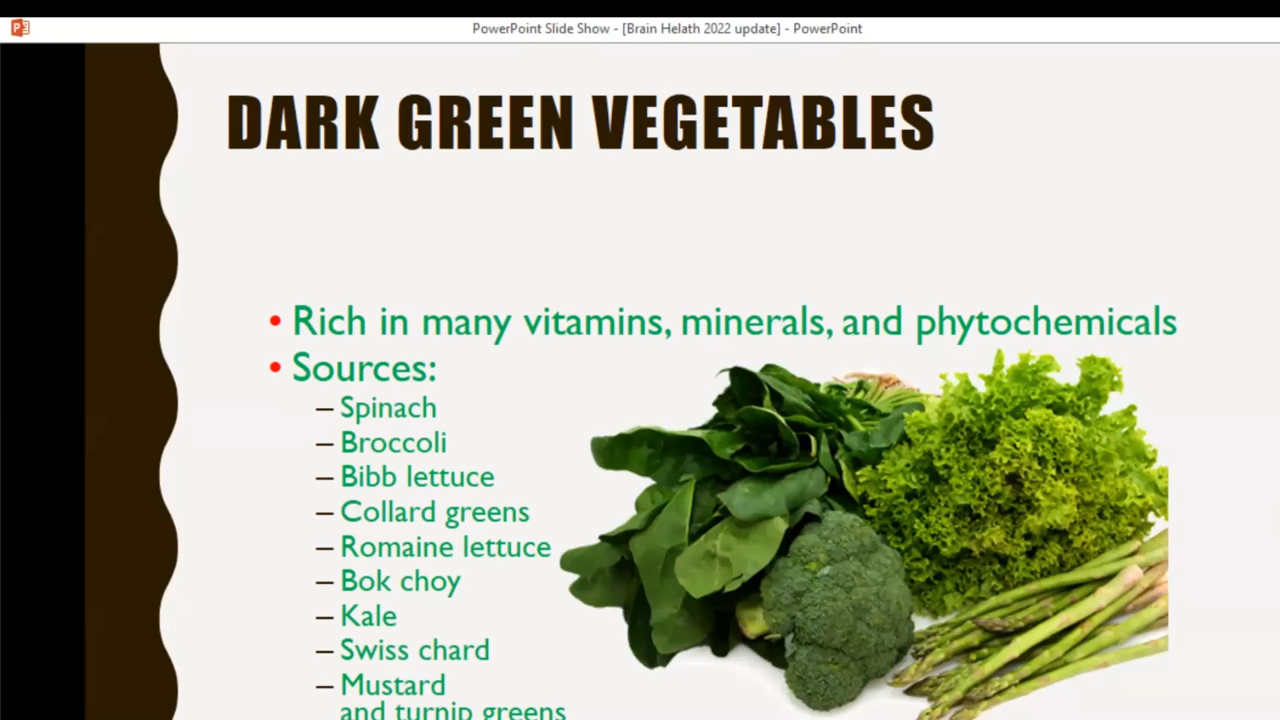 PowerPoint Slide Show - [Brain Helath 2022 update] - PowerPoint
DARK GREEN VEGETABLES
• Rich in many vitamins, minerals, and phytochemicals
• Sources:
– Spinach
– Broccoli
– Bibb lettuce
– Collard greens
– Romaine lettuce
– Bok choy
– Kale
– Swiss chard
– Mustard
and turnip greens